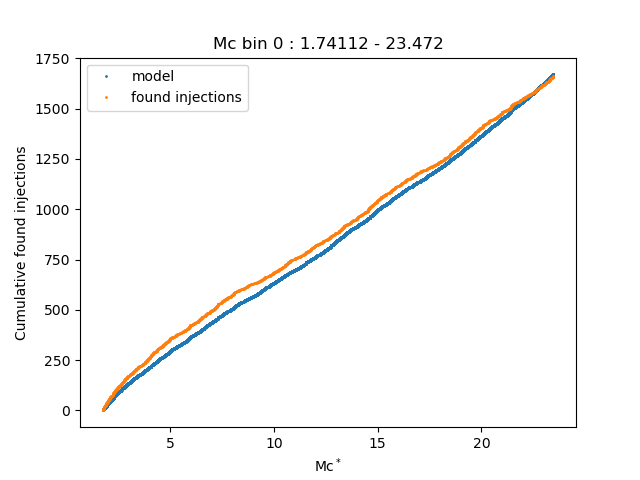 Mc bin 0 : 1.74112 - 23.472
model
found injections
1750
1500
1250
1000
750
500
250
0
Cumulative found injections
5 10 15 20
Mc*